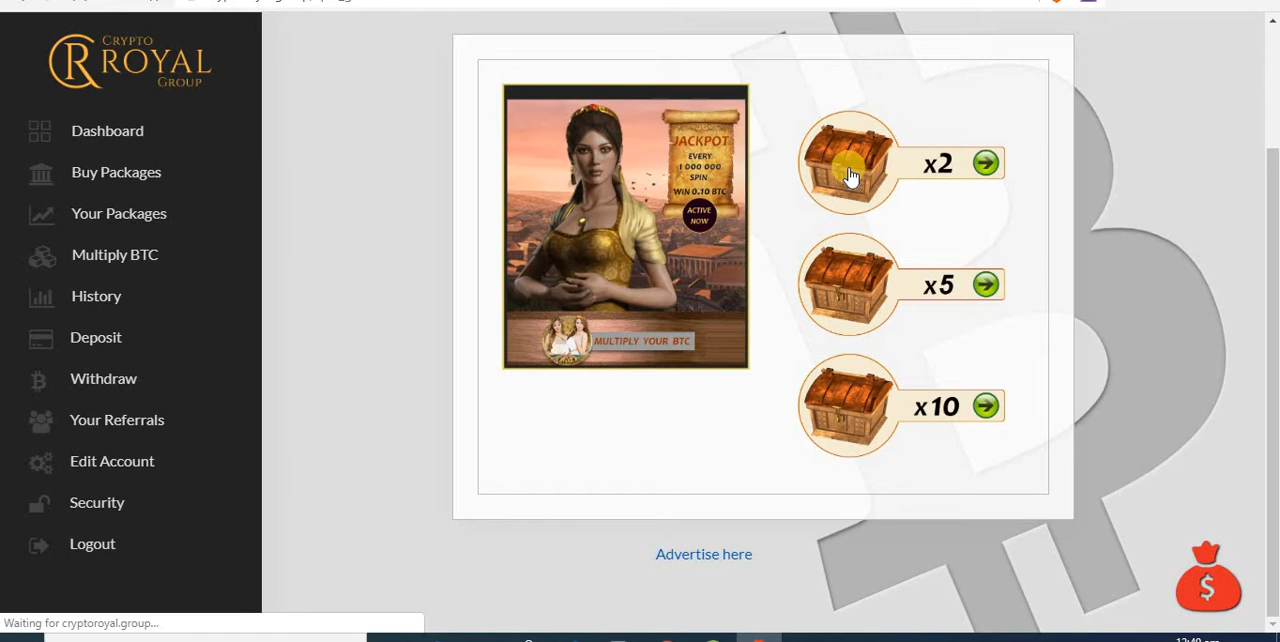 CRYPTO
ROYAL
GROUP
Dashboard
Buy Packages
Your Packages
Multiply BTC
History
Deposit
Withdraw
Your Referrals
Edit Account
Security
Logout
JACKPOT
EVERY
1 000 000
SPIN
WIN 0.10 BTC
ACTIVE
NOW
MULTIPLY YOUR BTC
x2
x5
x10
Advertise here
$
Waiting for cryptoroyal.group...